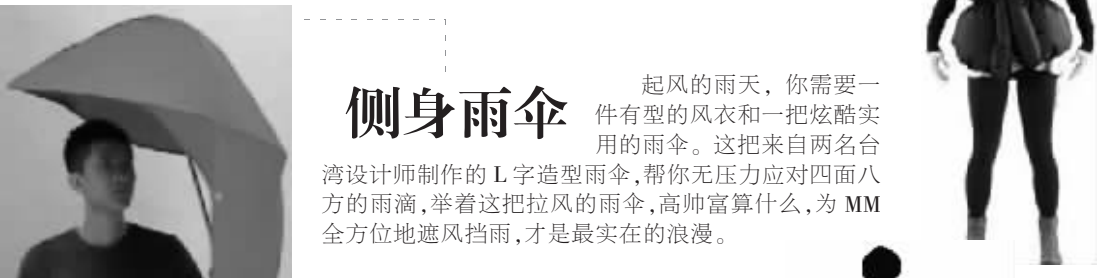 侧身雨伞
起风的雨天，你需要一
件有型的风衣和一把炫酷实
用的雨伞。这把来自两名台
湾设计师制作的 L 字造型雨伞,帮你无压力应对四面八
方的雨滴,举着这把拉风的雨伞,高帅富算什么,为 MM
全方位地遮风挡雨,才是最实在的浪漫。